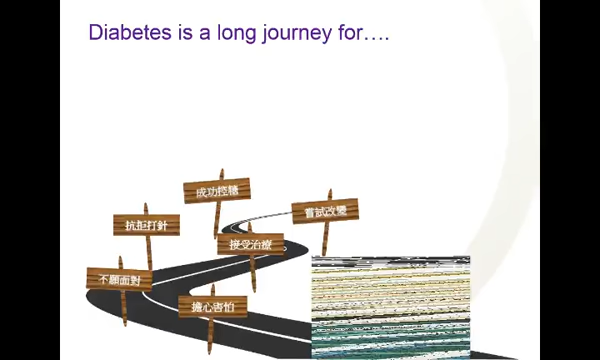 Diabetes is a long journey for….
成功控糖
嘗試改變
抗拒打針
接受治療
不願面對
擔心害怕